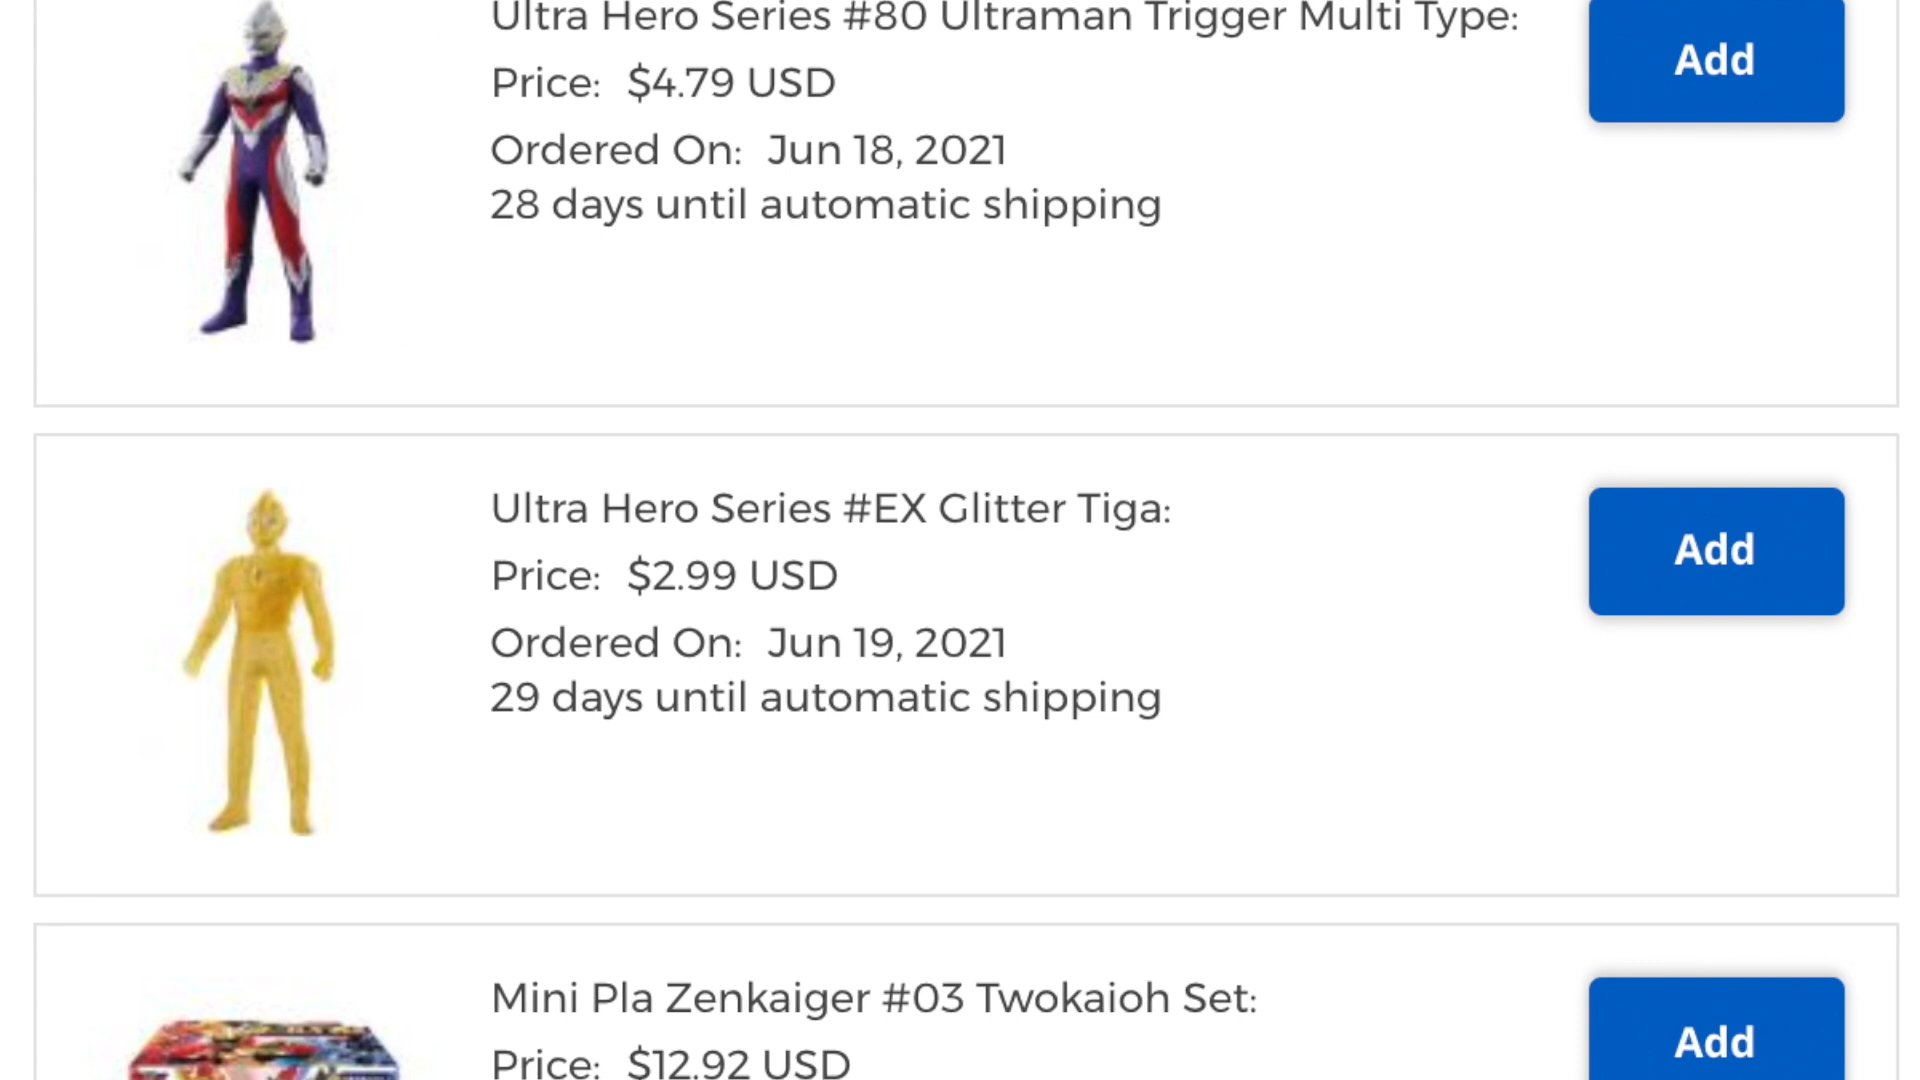 Ultra Hero Series #80 Ultraman Trigger Multi Type:
Add
Price: $4.79 USD
Ordered On: Jun 18, 2021
28 days until automatic shipping
Ultra Hero Series #EX Glitter Tiga:
Add
Price: $2.99 USD
Ordered On: Jun 19, 2021
29 days until automatic shipping
Mini Pla Zenkaiger #03 Twokaioh Set:
Add
Price: $12.92 USD